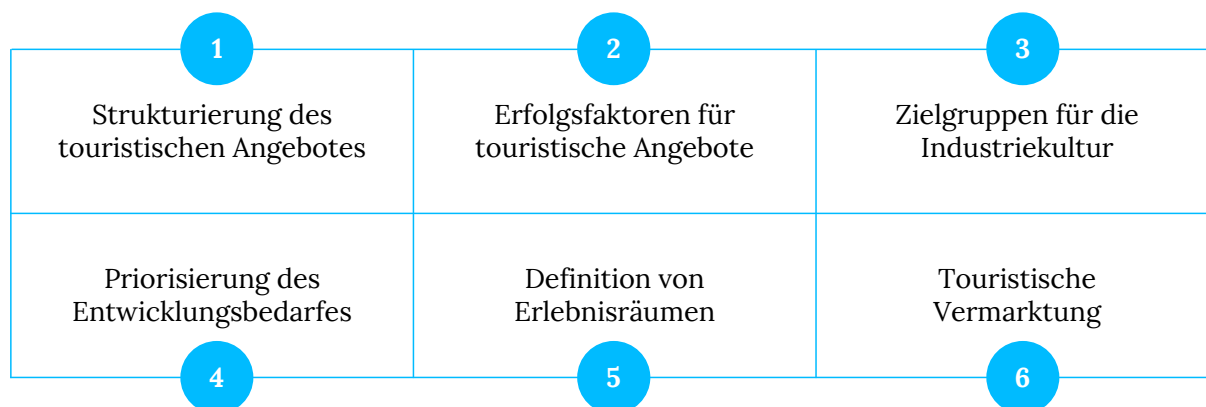 1
Strukturierung des
touristischen Angebotes
2
Erfolgsfaktoren für
touristische Angebote
3
Zielgruppen für die
Industriekultur
Priorisierung des
Entwicklungsbedarfes
4
Definition von
Erlebnisräumen
5
Touristische
Vermarktung
6